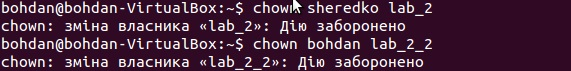 bohdan@bohdan-VirtualBox:~$ chown sheredko lab_2
chown: зміна власника «lab_2»: Дію заборонено
bohdan@bohdan-VirtualBox:~$ chown bohdan lab_2_2
chown: зміна власника «lab_2_2»: Дію заборонено